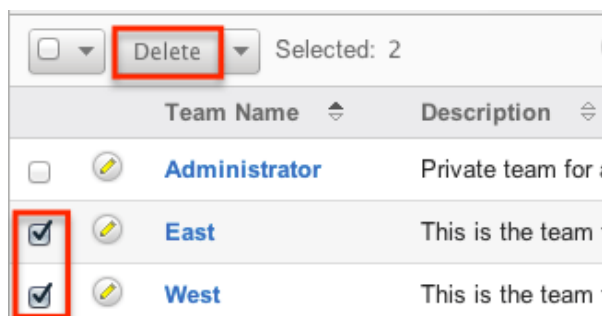 Delete Selected: 2
Team Name Description
Administrator Private team for
East This is the team
West This is the team